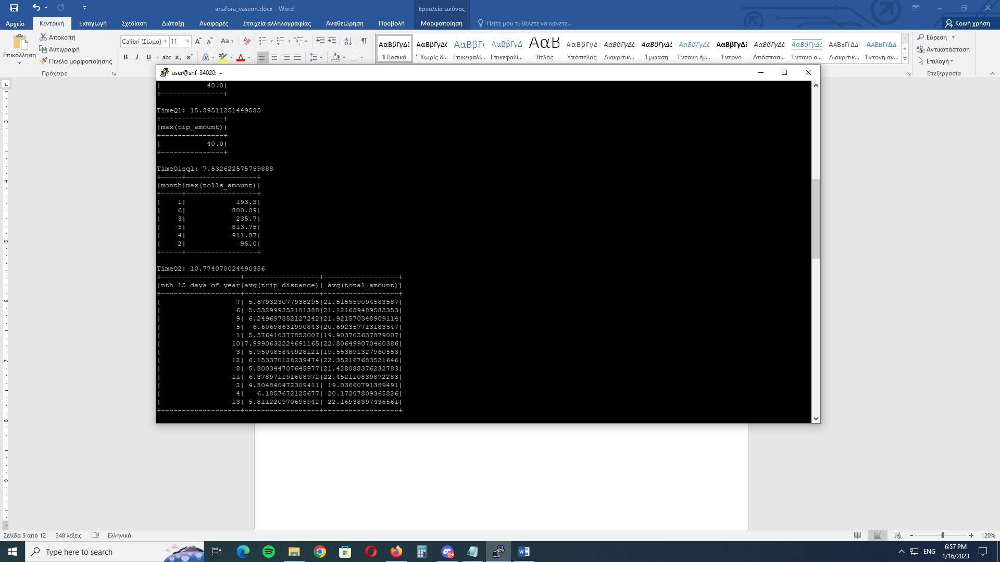 anafora_vaseon.docx - Word
Εργαλεία εικόνας
Αρχείο Κεντρική Εισαγωγή Σχεδίαση Διάταξη Αναφορές Στοιχεία αλληλογραφίας Αναθεώρηση Προβολή Μορφοποίηση Πείτε μου τι θέλετε να κάνετε... Κοινή χρήση
Επικόλληση
Αποκοπή
Αντιγραφή
Πινέλο μορφοποίησης
Πρόχειρο
Calibri (Σώμα) 11
ΑαΒβΓγΔδ ΑαΒβΓγΔδ ΑαΒβΓγ ΑαΒβΓγΔ ΑαΒ ΑαΒβΓγΔ ΑαΒβΓγΔδ ΑαΒβΓγΔδ ΑαΒβΓγΔδ ΑαΒβΓγΔδ ΑαΒβΓγΔδ ΑαΒβΓγΔδ ΑΑΒΒΓΓΔΔ ΑΑΒΒΓΓΔΔ
¶ Βασικό ¶ Χωρίς δ... Επικεφαλί... Επικεφαλί... Τίτλος Υπότιτλος Διακριτικ... Έμφαση Έντονη έμ... Έντονο Απόσπασ... Έντονο α... Διακριτικ... Έντονη αν...
Εύρεση
Αντικατάσταση
Επιλογή
Επεξεργασία
user@snf-34020: ~
|           40.0|
+---------------+
TimeQ1: 15.89511251449585
+---------------+
|max(tip_amount)|
+---------------+
|           40.0|
+---------------+
TimeQ1sql: 7.532622575759888
+-----+-----------------+
|month|max(tolls_amount)|
+-----+-----------------+
|    1|            193.3|
|    6|           800.09|
|    3|            235.7|
|    5|           813.75|
|    4|           911.87|
|    2|             95.0|
+-----+-----------------+
TimeQ2: 10.774070024490356
+-------------------+------------------+------------------+
|nth 15 days of year|avg(trip_distance)| avg(total_amount)|
+-------------------+------------------+------------------+
|                  7| 5.679323077938295|21.515559094583587|
|                  6| 5.532999252101388|21.121659489582353|
|                  9| 6.249697852127242|21.921570348909114|
|                  5|  6.60698631990843|20.692357713183547|
|                  1| 5.576410377852007|19.903702637879007|
|                 10|7.9990632224691165|22.806499070460386|
|                  3| 5.950485844928121|19.553891327960553|
|                 12| 6.153370128239474|22.352167683521646|
|                  8| 5.800344707645977|21.428088376232783|
|                 11| 6.378971191608972|22.452110839872283|
|                  2| 4.804840472309411| 19.03660791389491|
|                  4|   6.1857672125677| 20.17207809365826|
|                 13| 5.811220970695942| 22.16938397436561|
+-------------------+------------------+------------------+
Σελίδα 5 από 12 348 λέξεις Ελληνικά
120%
Type here to search
ENG
6:57 PM
1/16/2023